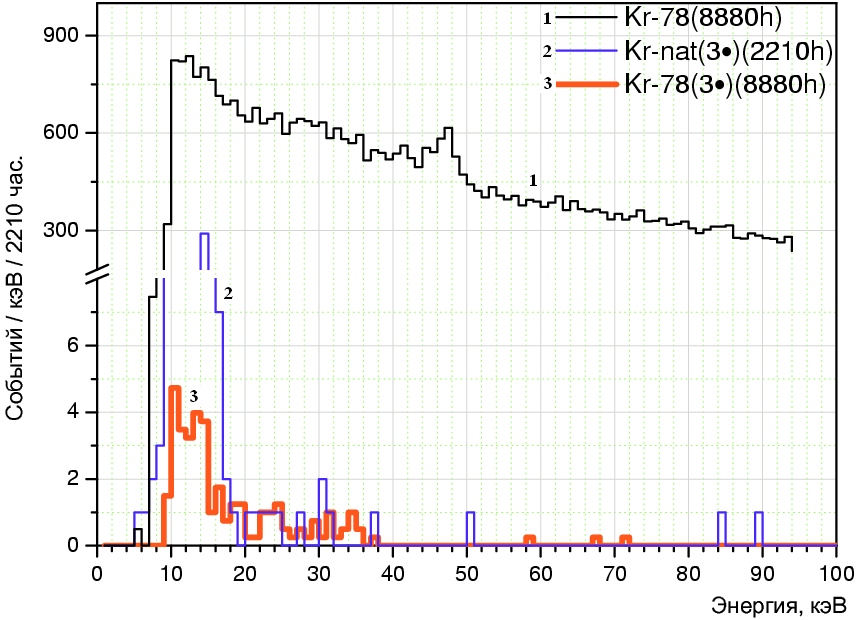 1 Kr-78(8880h)
2 Kr-nat(3•)(2210h)
3 Kr-78(3•)(8880h)
Событий / кэВ / 2210 час.
900
600
300
6
4
2
0
1
2
3
0 10 20 30 40 50 60 70 80 90 100
Энергия, кэВ